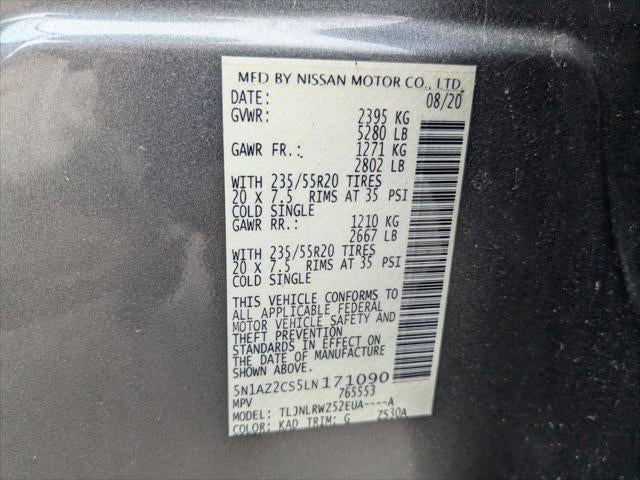 MFD BY NISSAN MOTOR CO., LTD.
DATE: 08/20
GVWR: 2395 KG
5280 LB
GAWR FR.: 1271 KG
2802 LB
WITH 235/55R20 TIRES
20 X 7.5 RIMS AT 35 PSI
COLD SINGLE
GAWR RR.: 1210 KG
2667 LB
WITH 235/55R20 TIRES
20 X 7.5 RIMS AT 35 PSI
COLD SINGLE
THIS VEHICLE CONFORMS TO
ALL APPLICABLE FEDERAL
MOTOR VEHICLE SAFETY AND
THEFT PREVENTION
STANDARDS IN EFFECT ON
THE DATE OF MANUFACTURE
SHOWN ABOVE.
5N1AZ2CS5LN171090
MPV 765553
MODEL: TLJNLRWZ52EUA----A
COLOR: KAD TRIM: G ZS30A